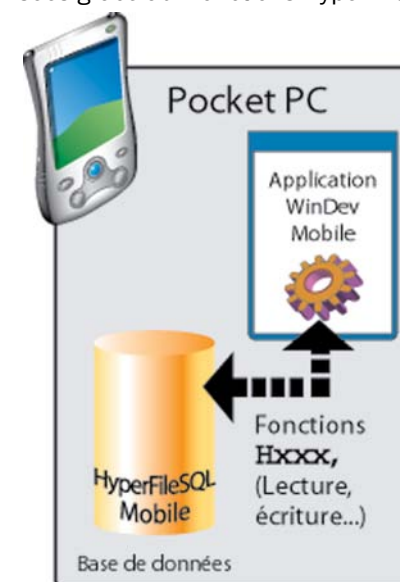 Pocket PC
Application
WinDev
Mobile
Fonctions
Hxxx,
(Lecture,
écriture...)
HyperFileSQL
Mobile
Base de données